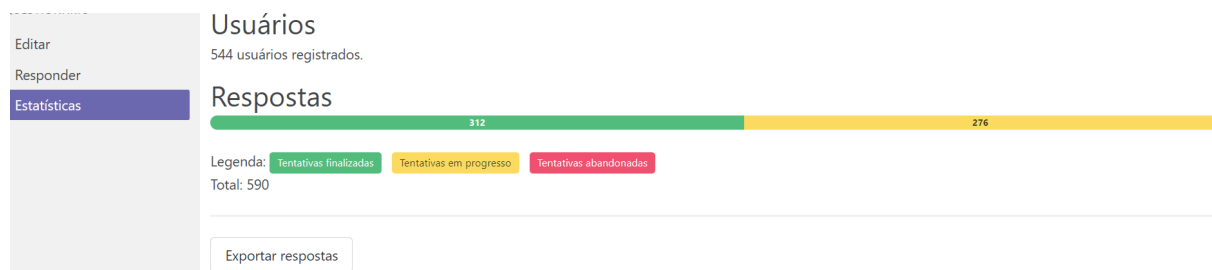 Editar
Responder
Estatísticas
Usuários
544 usuários registrados.
Respostas
312 276
Legenda: Tentativas finalizadas Tentativas em progresso Tentativas abandonadas
Total: 590
Exportar respostas